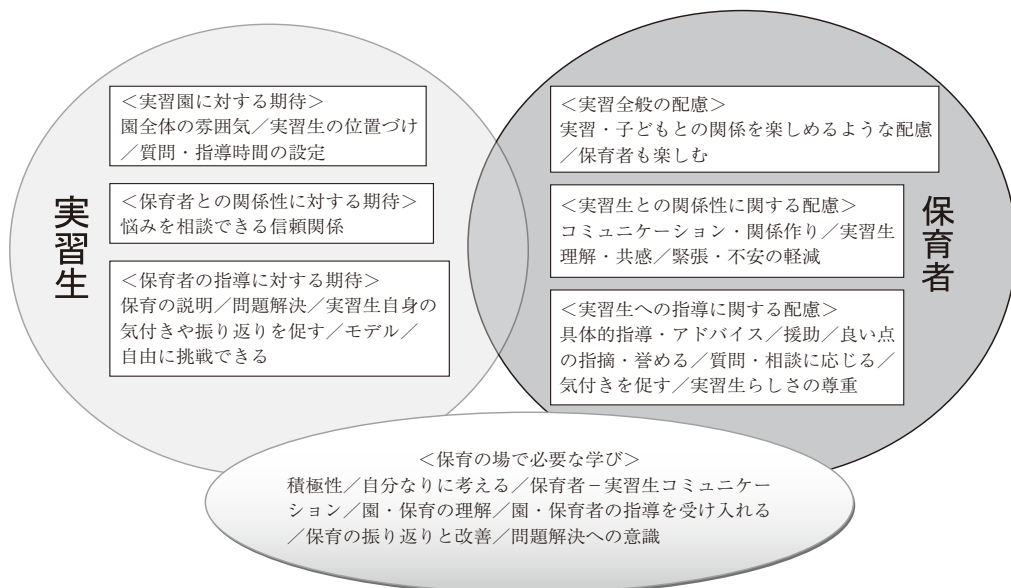 実習生
＜実習園に対する期待＞
園全体の雰囲気／実習生の位置づけ
／質問・指導時間の設定
＜保育者との関係性に対する期待＞
悩みを相談できる信頼関係
＜保育者の指導に対する期待＞
保育の説明／問題解決／実習生自身の
気付きや振り返りを促す／モデル／
自由に挑戦できる
保育者
＜実習全般の配慮＞
実習・子どもとの関係を楽しめるような配慮
／保育者も楽しむ
＜実習生との関係性に関する配慮＞
コミュニケーション・関係作り／実習生
理解・共感／緊張・不安の軽減
＜実習生への指導に関する配慮＞
具体的指導・アドバイス／援助／良い点
の指摘・誉める／質問・相談に応じる／
気付きを促す／実習生らしさの尊重
＜保育の場で必要な学び＞
積極性／自分なりに考える／保育者－実習生コミュニケー
ション／園・保育の理解／園・保育者の指導を受け入れる
／保育の振り返りと改善／問題解決への意識